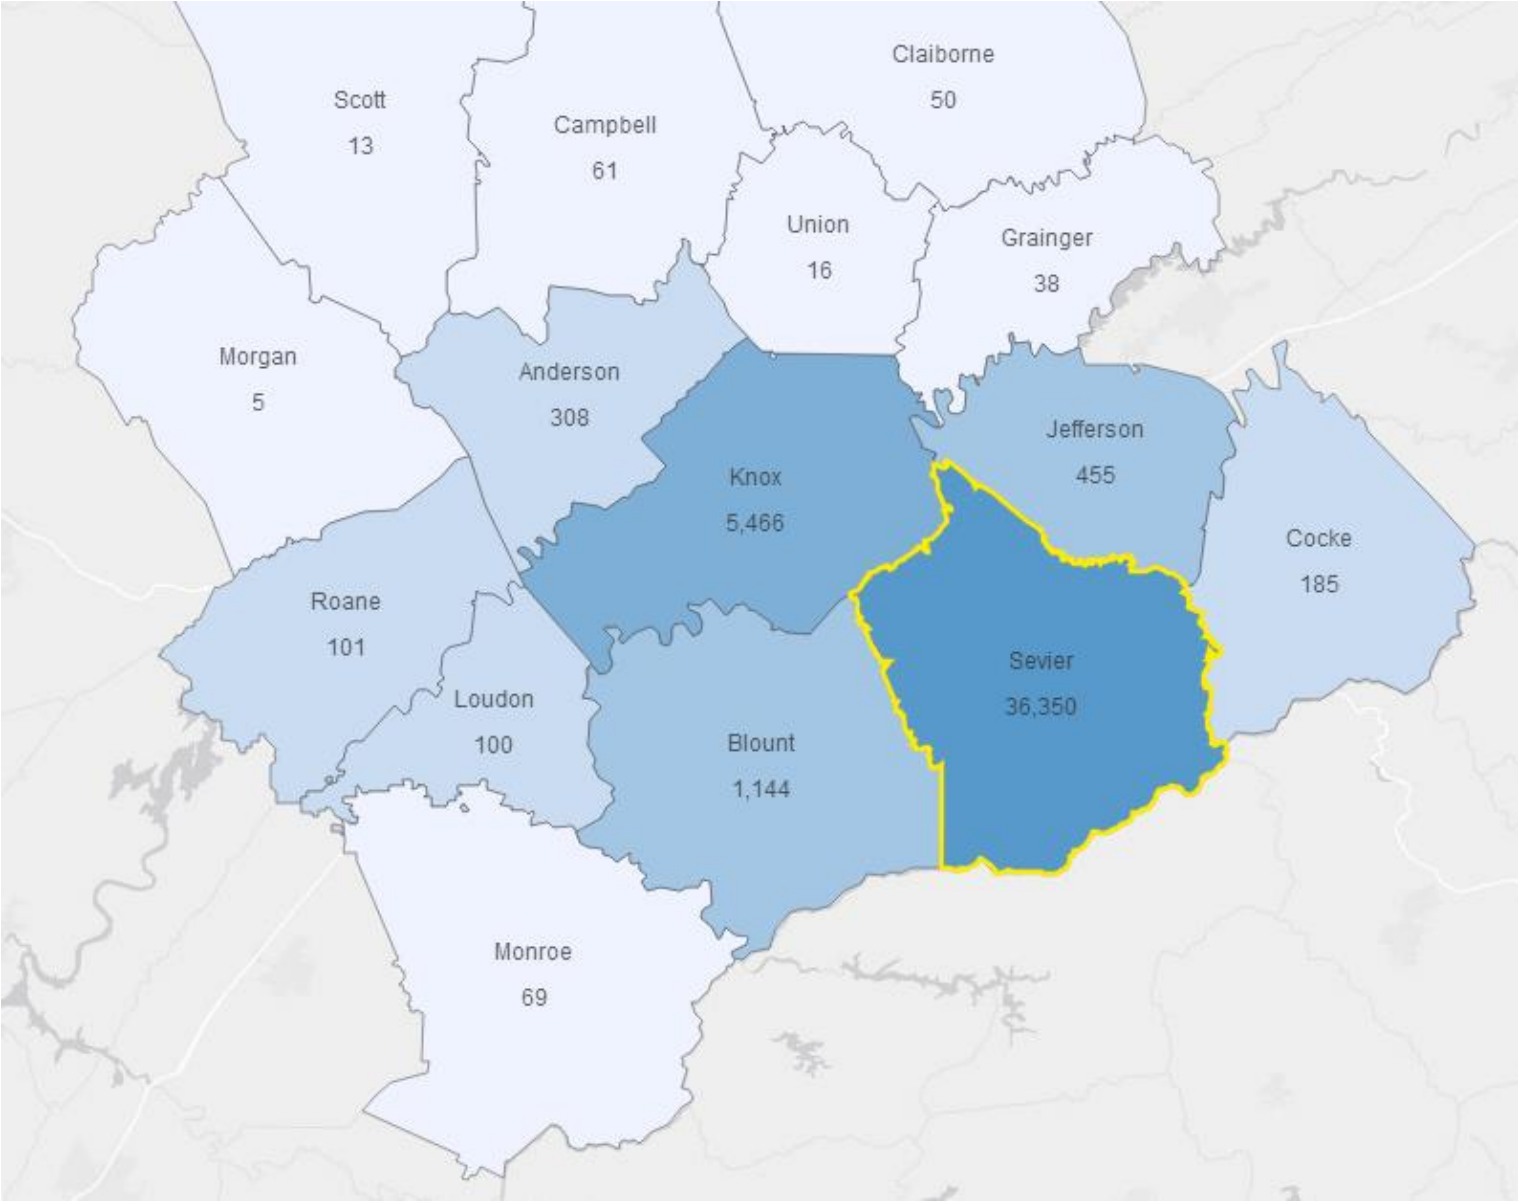 Claiborne
50
Scott
13
Campbell
61
Union
16
Grainger
38
Morgan
5
Anderson
308
Jefferson
455
Knox
5,466
Cocke
185
Roane
101
Sevier
36,350
Loudon
100
Blount
1,144
Monroe
69